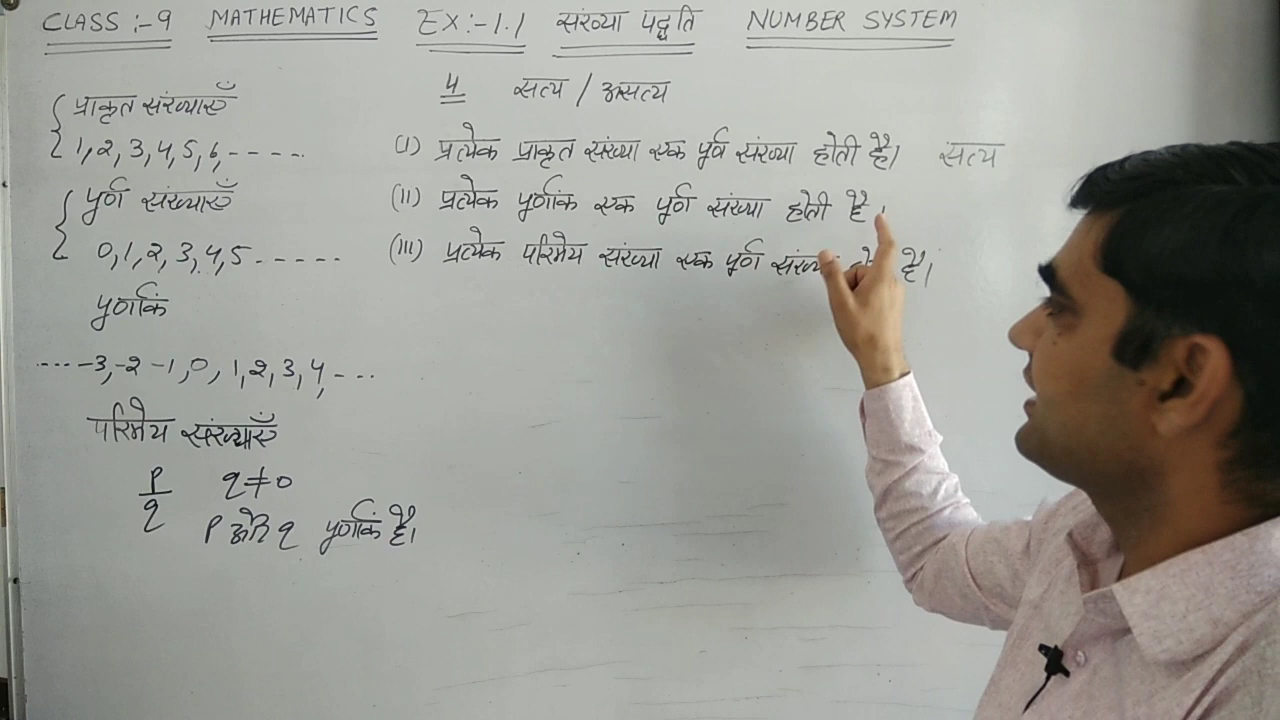 CLASS :- 9 MATHEMATICS EX:-1.1 संख्या पद्धति NUMBER SYSTEM
प्राकृत संख्याएँ
1, 2, 3, 4, 5, 6, -----
पूर्ण संख्याएँ
0, 1, 2, 3, 4, 5 -----
पूर्णांक
---- -3, -2 -1, 0, 1, 2, 3, 4, ---
परिमेय संख्याएँ
p/q q≠0
p और q पूर्णांक है।
4 सत्य / असत्य
(I) प्रत्येक प्राकृत संख्या एक पूर्ण संख्या होती है। सत्य
(II) प्रत्येक पूर्णांक एक पूर्ण संख्या होती है।
(III) प्रत्येक परिमेय संख्या एक पूर्ण संख्या है।